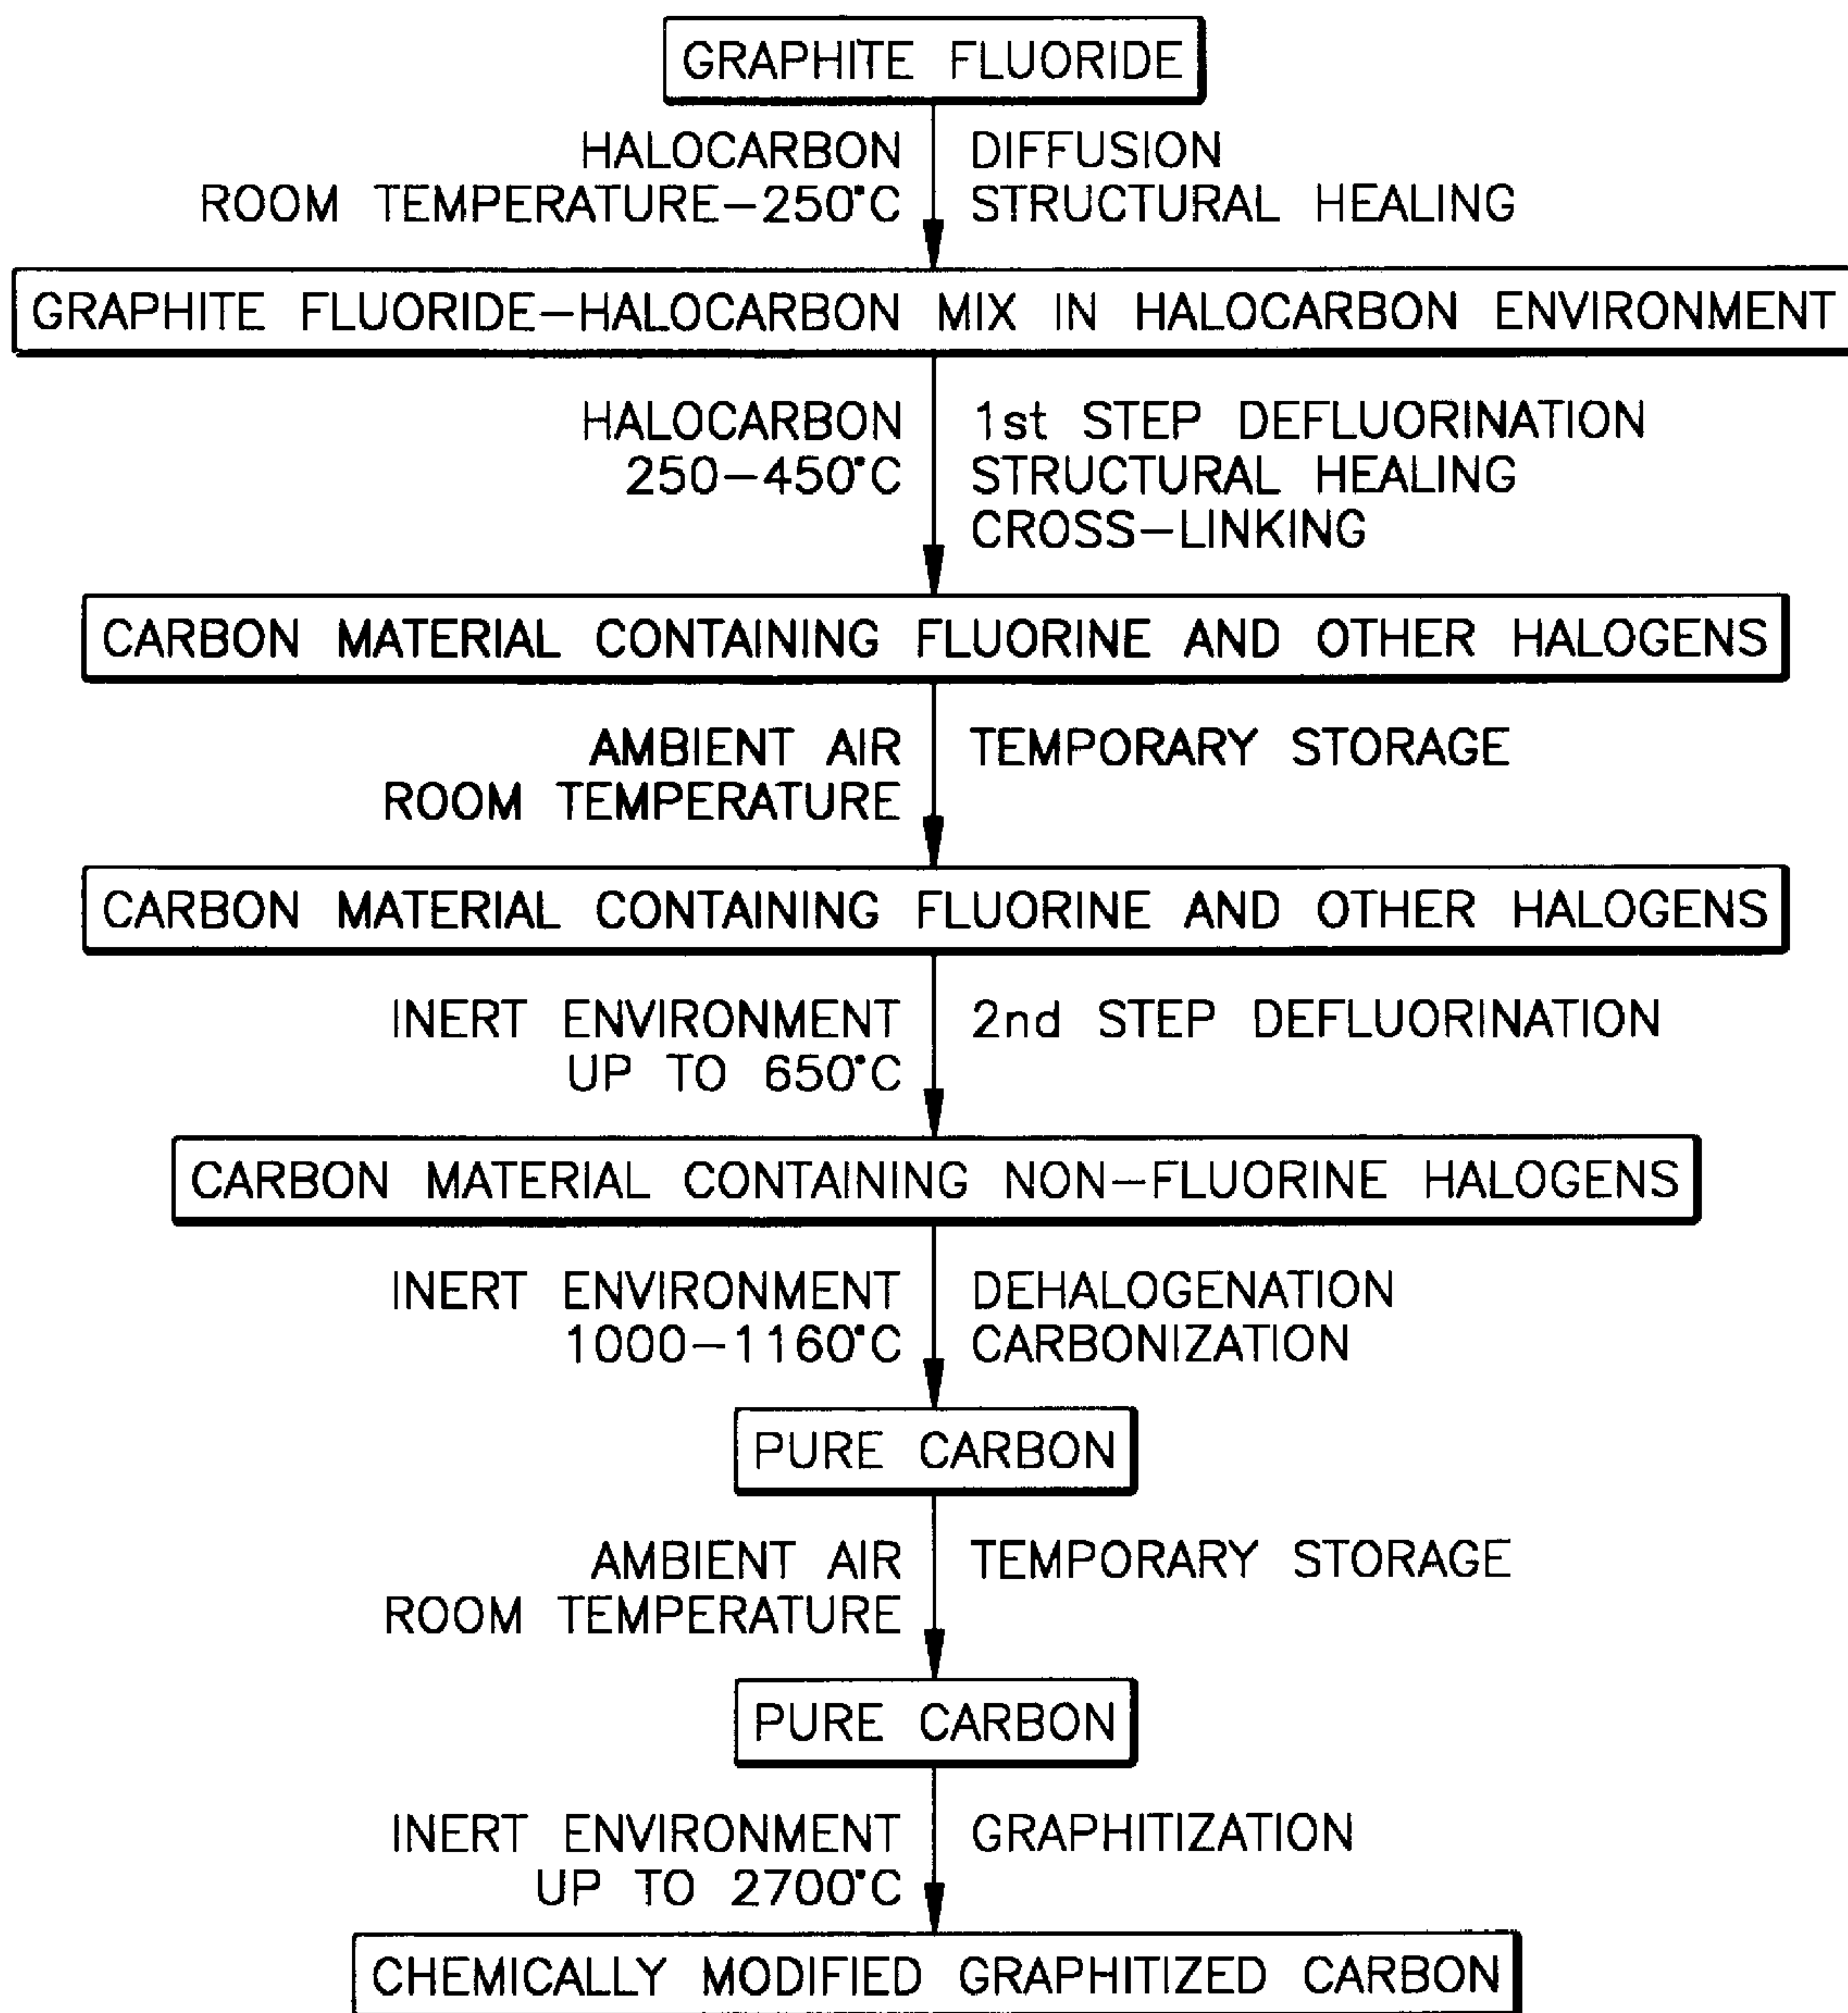 GRAPHITE FLUORIDE
HALOCARBON
ROOM TEMPERATURE-250°C
DIFFUSION
STRUCTURAL HEALING
GRAPHITE FLUORIDE-HALOCARBON MIX IN HALOCARBON ENVIRONMENT
HALOCARBON
250-450°C
1st STEP DEFLUORINATION
STRUCTURAL HEALING
CROSS-LINKING
CARBON MATERIAL CONTAINING FLUORINE AND OTHER HALOGENS
AMBIENT AIR
ROOM TEMPERATURE
TEMPORARY STORAGE
CARBON MATERIAL CONTAINING FLUORINE AND OTHER HALOGENS
INERT ENVIRONMENT
UP TO 650°C
2nd STEP DEFLUORINATION
CARBON MATERIAL CONTAINING NON-FLUORINE HALOGENS
INERT ENVIRONMENT
1000-1160°C
DEHALOGENATION
CARBONIZATION
PURE CARBON
AMBIENT AIR
ROOM TEMPERATURE
TEMPORARY STORAGE
PURE CARBON
INERT ENVIRONMENT
UP TO 2700°C
GRAPHITIZATION
CHEMICALLY MODIFIED GRAPHITIZED CARBON